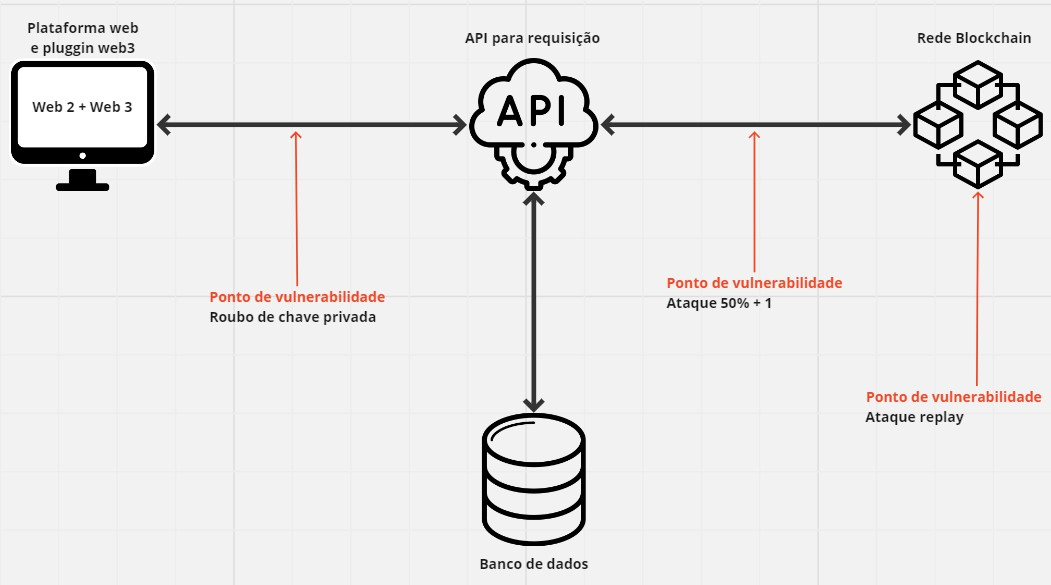 Plataforma web
e pluggin web3
API para requisição
Rede Blockchain
Web 2 + Web 3
API
Ponto de vulnerabilidade
Roubo de chave privada
Ponto de vulnerabilidade
Ataque 50% + 1
Ponto de vulnerabilidade
Ataque replay
Banco de dados